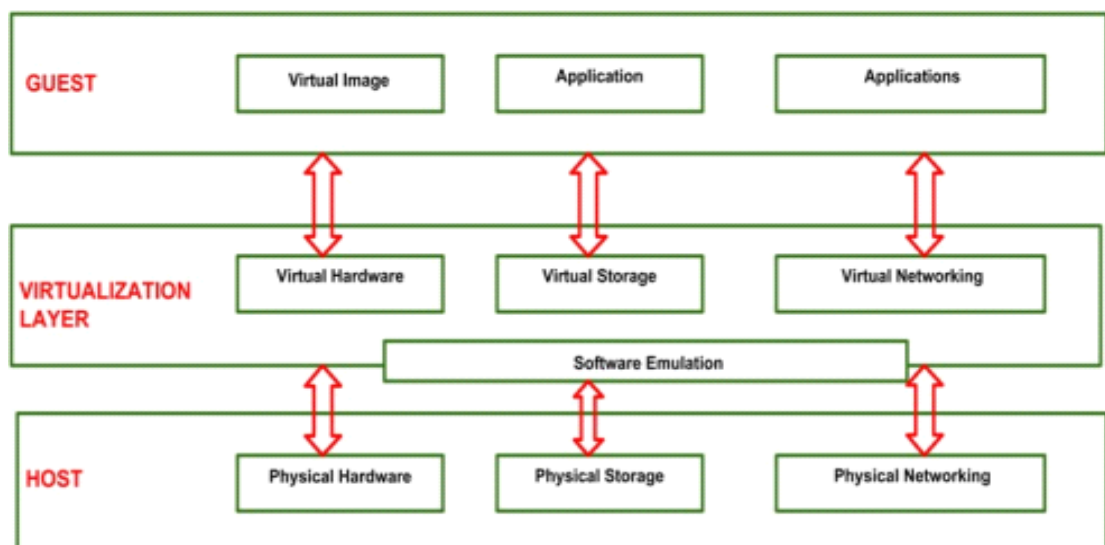 GUEST
Virtual Image
Application
Applications
VIRTUALIZATION
LAYER
Virtual Hardware
Virtual Storage
Virtual Networking
Software Emulation
HOST
Physical Hardware
Physical Storage
Physical Networking